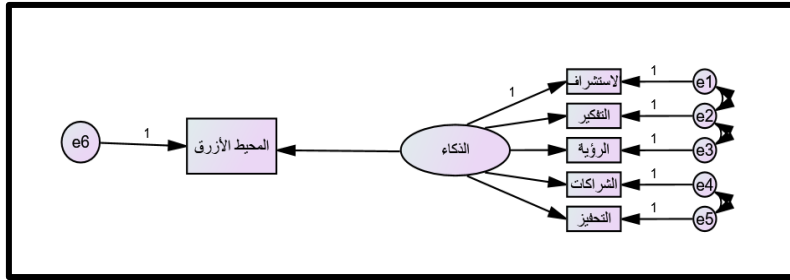 1
الاستشراف
1
e1
التفكير
1
e2
e6
1
المحيط الأزرق
الذكاء
الرؤية
1
e3
الشراكات
1
e4
التحفيز
1
e5